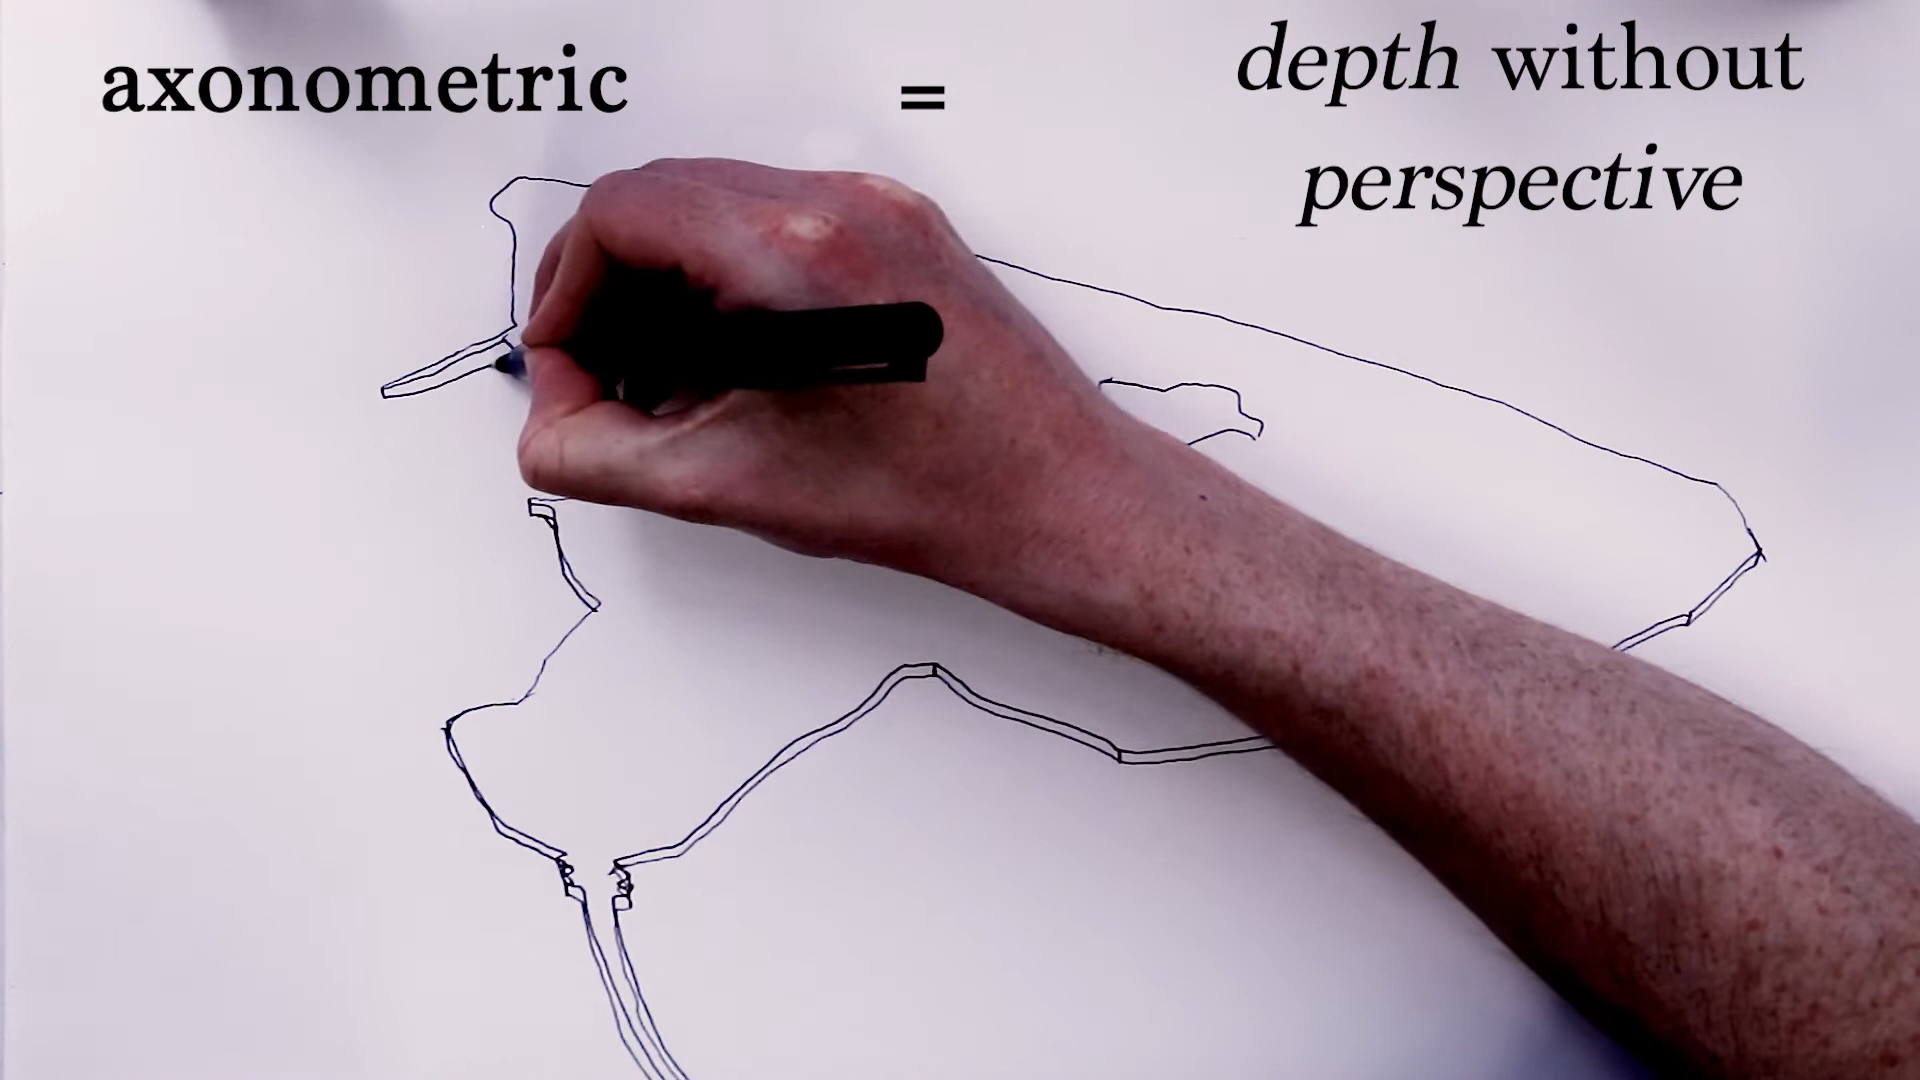 axonometric
=
depth without
perspective